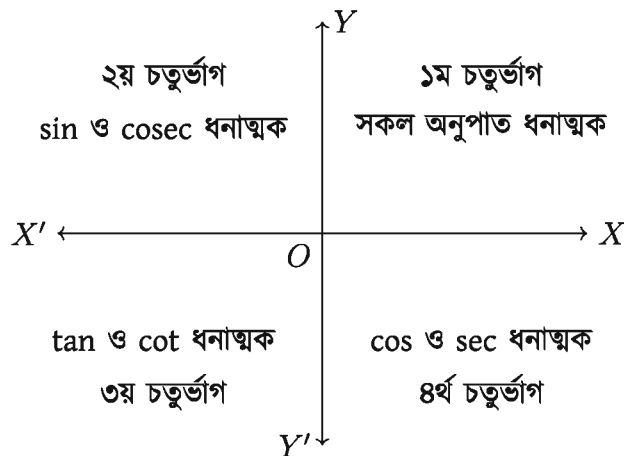 Y
২য় চতুর্ভাগ
১ম চতুর্ভাগ
sin ও cosec ধনাত্মক
সকল অনুপাত ধনাত্মক
X′
X
O
tan ও cot ধনাত্মক
cos ও sec ধনাত্মক
৩য় চতুর্ভাগ
৪র্থ চতুর্ভাগ
Y′